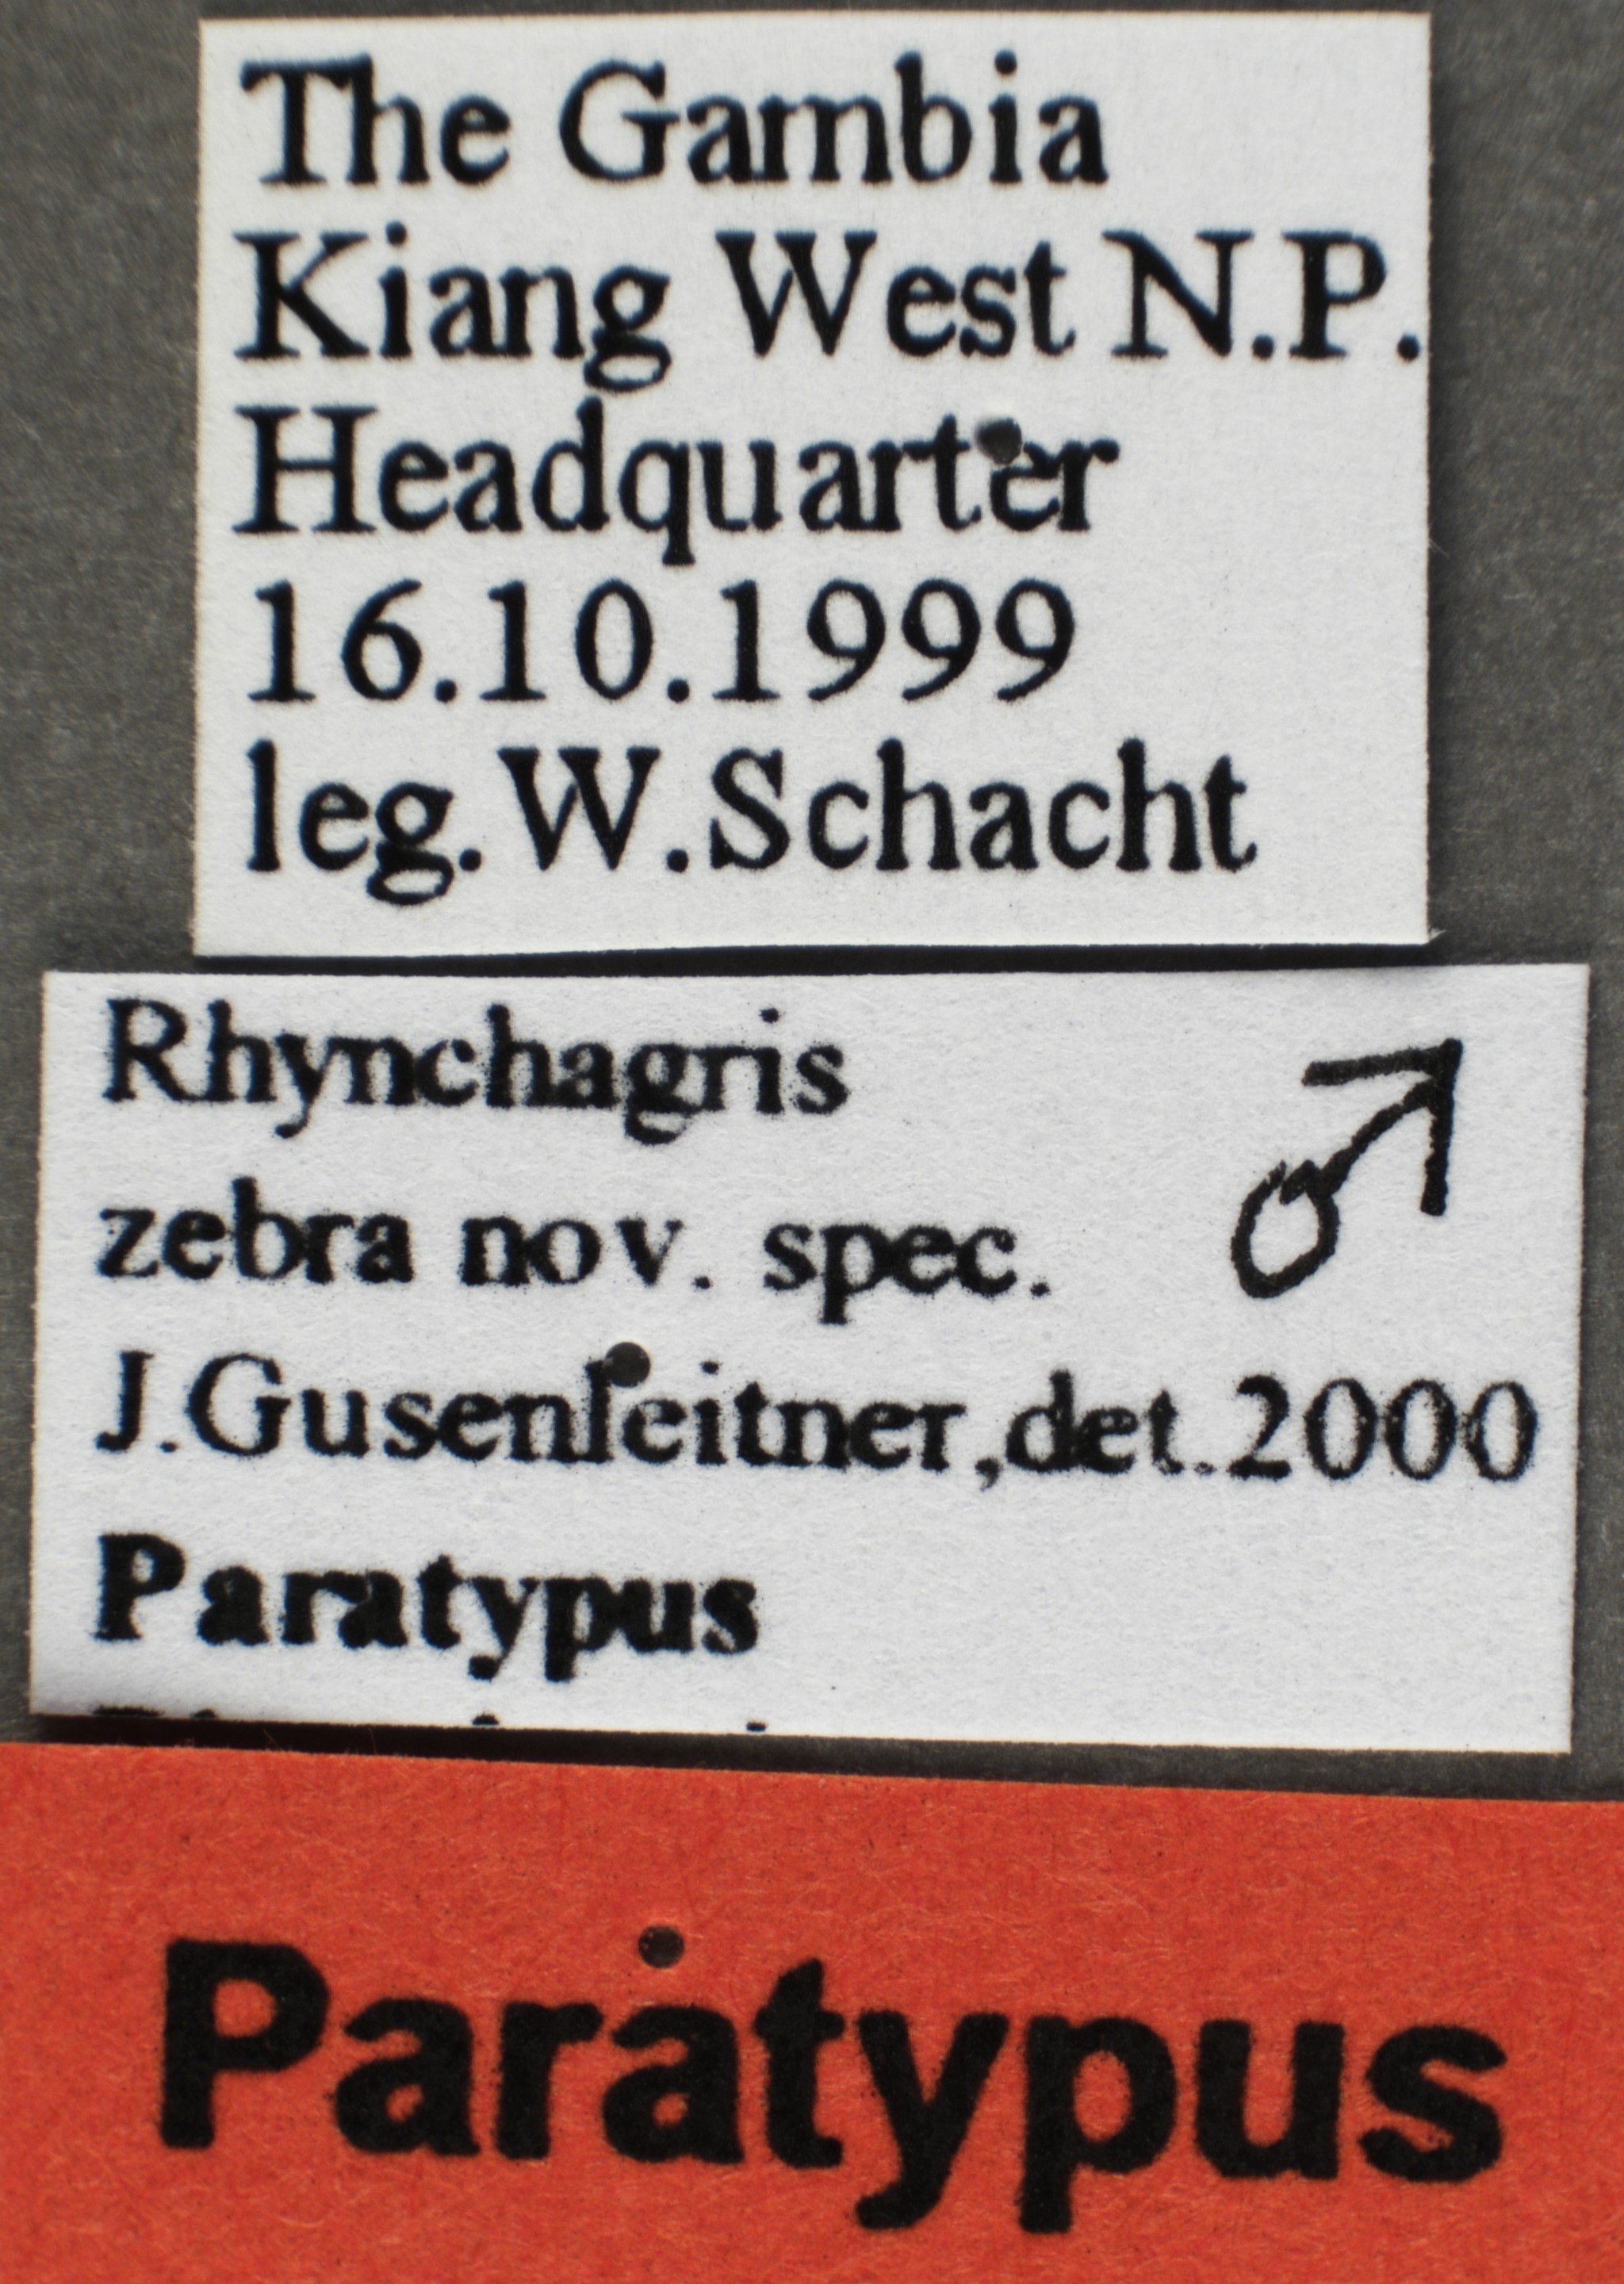 The Gambia
Kiang West N.P.
Headquarter
16.10.1999
leg. W.Schacht
Rhynchagris
zebra nov. spec. ♂
J.Gusenleitner,det.2000
Paratypus
Paratypus